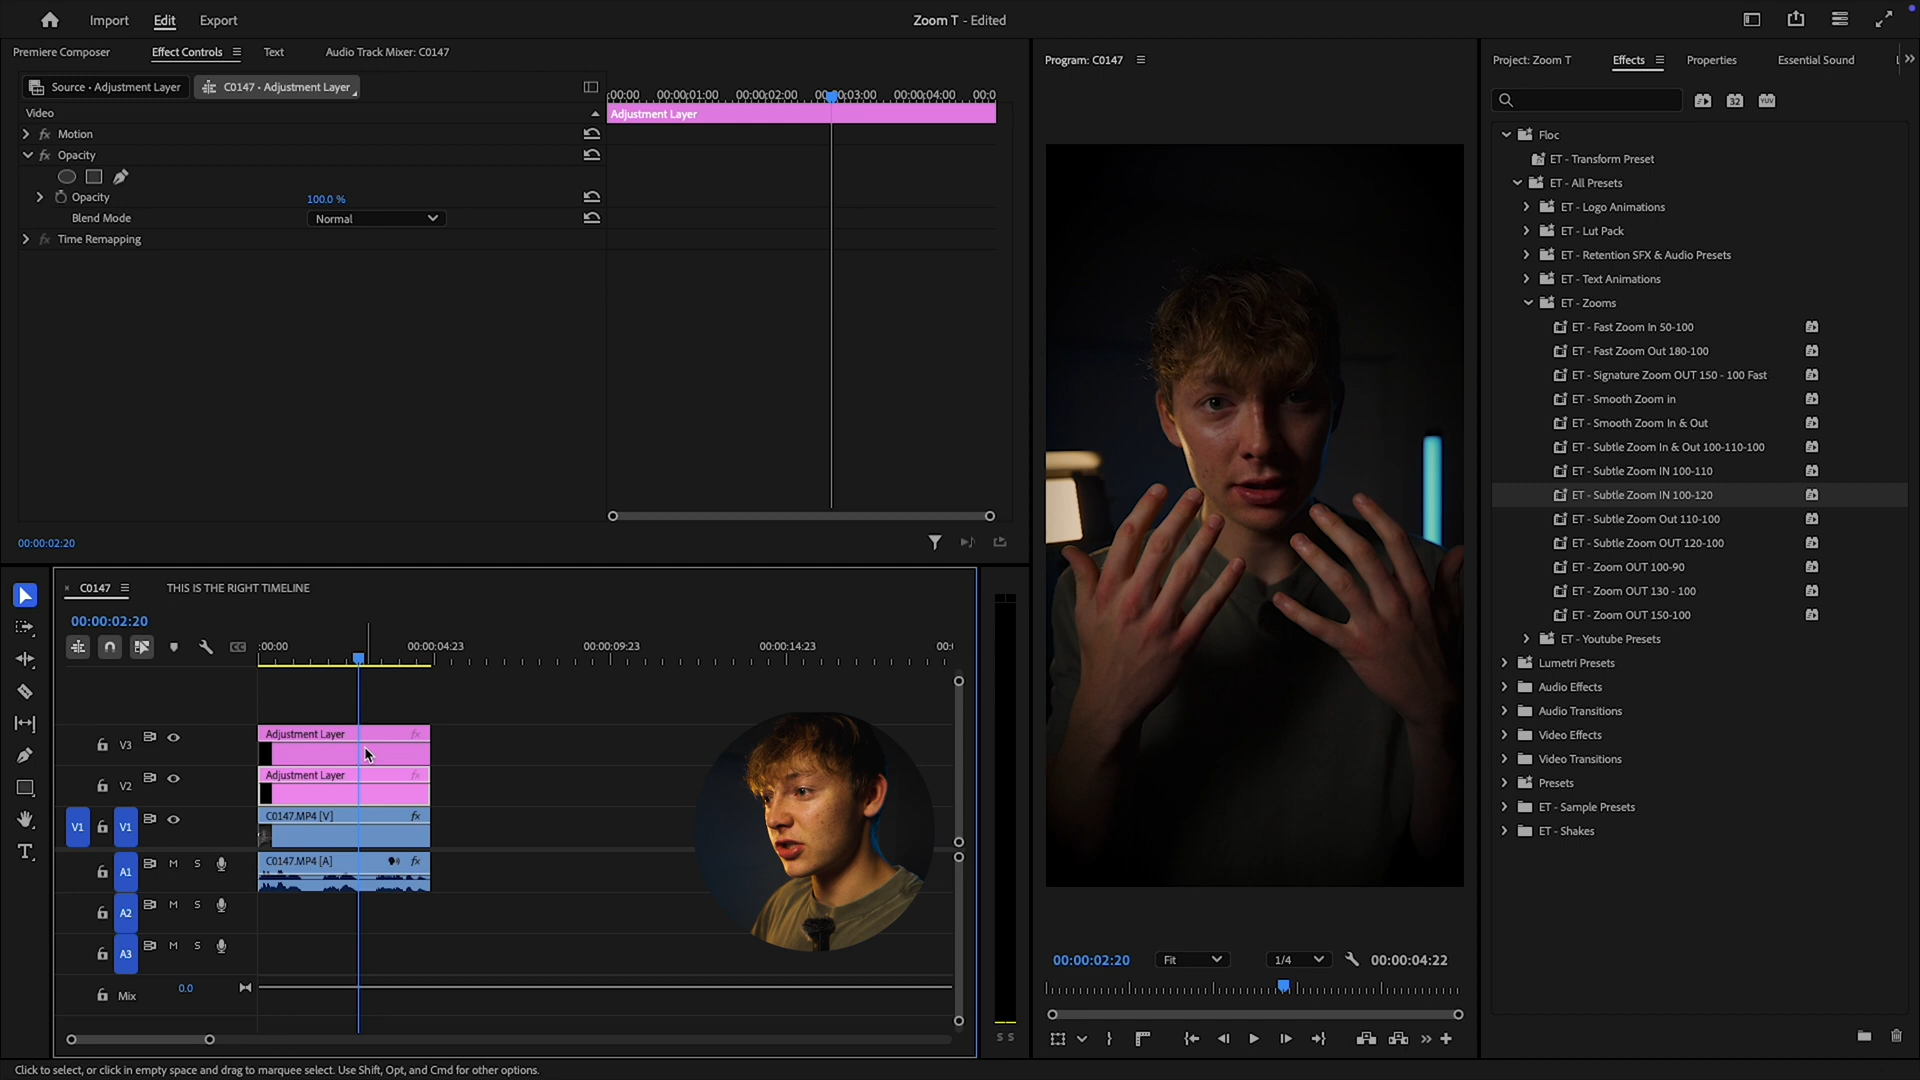 Import
Edit
Export
Zoom T - Edited
Premiere Composer
Effect Controls
Text
Audio Track Mixer: C0147
Source • Adjustment Layer
C0147 • Adjustment Layer
:00:00
00:00:01:00
00:00:02:00
00:00:03:00
00:00:04:00
00:0
Adjustment Layer
Video
fx Motion
fx Opacity
Opacity
100.0 %
Blend Mode
Normal
fx Time Remapping
00:00:02:20
Program: C0147
Project: Zoom T
Effects
Properties
Essential Sound
32
YUV
Floc
ET - Transform Preset
ET - All Presets
ET - Logo Animations
ET - Lut Pack
ET - Retention SFX & Audio Presets
ET - Text Animations
ET - Zooms
ET - Fast Zoom In 50-100
ET - Fast Zoom Out 180-100
ET - Signature Zoom OUT 150 - 100 Fast
ET - Smooth Zoom in
ET - Smooth Zoom In & Out
ET - Subtle Zoom In & Out 100-110-100
ET - Subtle Zoom IN 100-110
ET - Subtle Zoom IN 100-120
ET - Subtle Zoom Out 110-100
ET - Subtle Zoom OUT 120-100
ET - Zoom OUT 100-90
ET - Zoom OUT 130 - 100
ET - Zoom OUT 150-100
ET - Youtube Presets
Lumetri Presets
Audio Effects
Audio Transitions
Video Effects
Video Transitions
Presets
ET - Sample Presets
ET - Shakes
× C0147
THIS IS THE RIGHT TIMELINE
00:00:02:20
CC
:00:00
00:00:04:23
00:00:09:23
00:00:14:23
00:
V3
Adjustment Layer fx
V2
Adjustment Layer fx
V1
V1
C0147.MP4 [V] fx
A1
M
S
C0147.MP4 [A] fx
A2
M
S
A3
M
S
Mix
0.0
S S
00:00:02:20
Fit
1/4
00:00:04:22
Click to select, or click in empty space and drag to marquee select. Use Shift, Opt, and Cmd for other options.